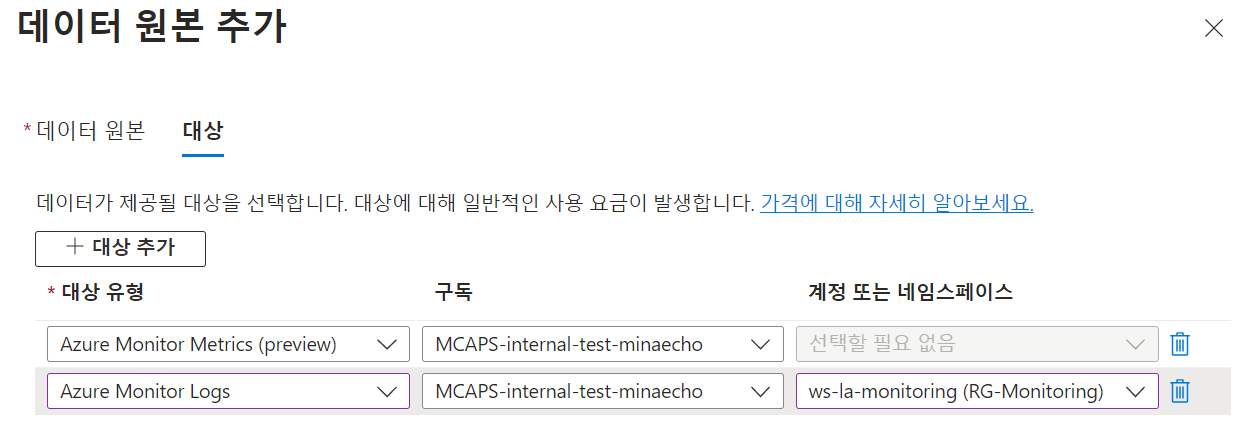 데이터 원본 추가
* 데이터 원본 대상
데이터가 제공될 대상을 선택합니다. 대상에 대해 일반적인 사용 요금이 발생합니다. 가격에 대해 자세히 알아보세요.
+ 대상 추가
* 대상 유형 구독 계정 또는 네임스페이스
Azure Monitor Metrics (preview) MCAPS-internal-test-minaecho 선택할 필요 없음
Azure Monitor Logs MCAPS-internal-test-minaecho ws-la-monitoring (RG-Monitoring)